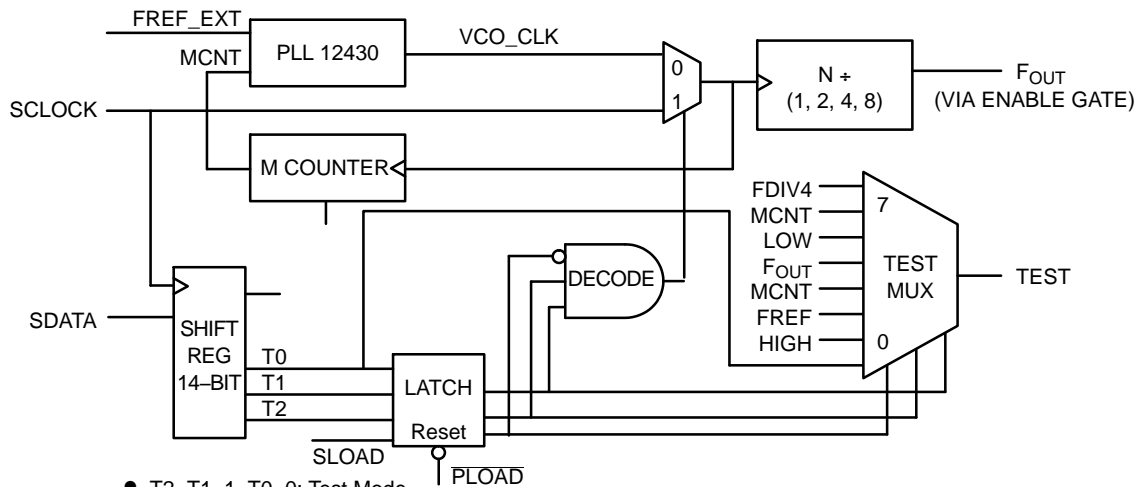 FREF_EXT
MCNT
PLL 12430
VCO_CLK
0
1
N ÷
(1, 2, 4, 8)
FOUT
(VIA ENABLE GATE)
SCLOCK
M COUNTER
FDIV4
MCNT
LOW
FOUT
MCNT
FREF
HIGH
7
TEST
MUX
0
TEST
DECODE
SDATA
SHIFT
REG
14–BIT
T0
T1
T2
LATCH
Reset
SLOAD
PLOAD